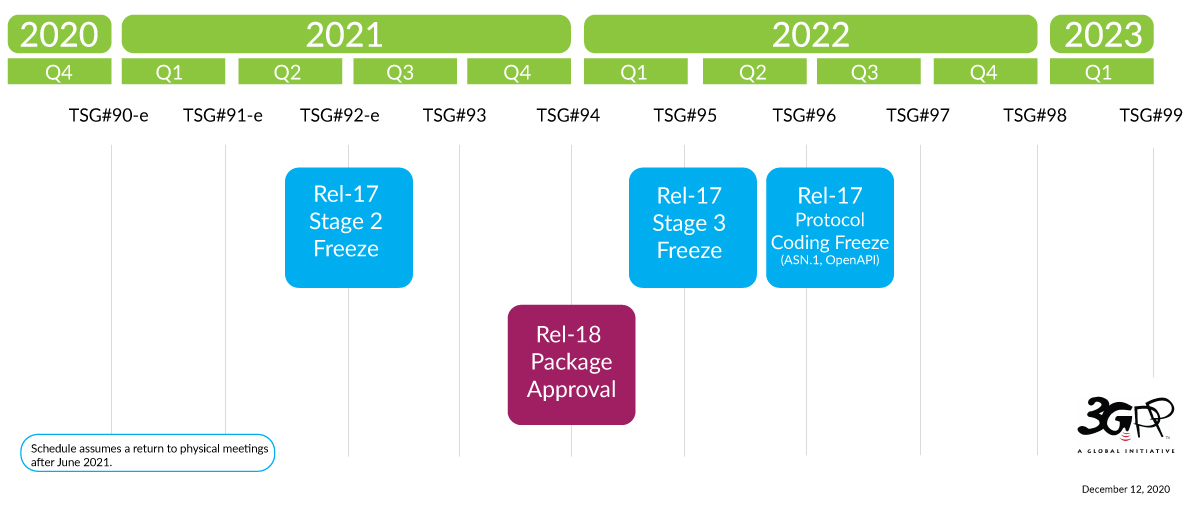 2020 2021 2022 2023
Q4 Q1 Q2 Q3 Q4 Q1 Q2 Q3 Q4 Q1
TSG#90-e TSG#91-e TSG#92-e TSG#93 TSG#94 TSG#95 TSG#96 TSG#97 TSG#98 TSG#99
Rel-17
Stage 2
Freeze
Rel-17
Stage 3
Freeze
Rel-17
Protocol
Coding Freeze
(ASN.1, OpenAPI)
Rel-18
Package
Approval
Schedule assumes a return to physical meetings
after June 2021.
3GPP
TM
A GLOBAL INITIATIVE
December 12, 2020